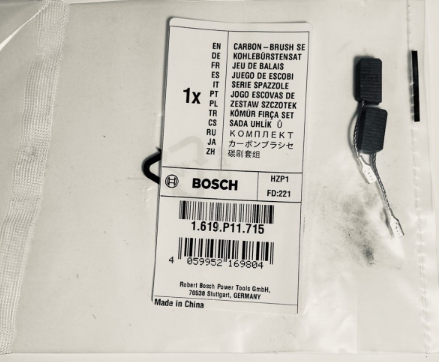 1x
EN CARBON-BRUSH SE
DE KOHLEBÜRSTENSAT
FR JEU DE BALAIS
ES JUEGO DE ESCOBI
IT SERIE SPAZZOLE
PT JOGO ESCOVAS DE
PL ZESTAW SZCZOTEK
TR KÖMÜR FIRÇA SET
CS SADA UHLÍK Ů
RU КОМПЛЕКТ
JA カーボンブラシセ
ZH 碳刷套组
BOSCH
HZP1
FD:221
1.619.P11.715
4 059952 169804
Robert Bosch Power Tools GmbH,
70538 Stuttgart, GERMANY
Made in China